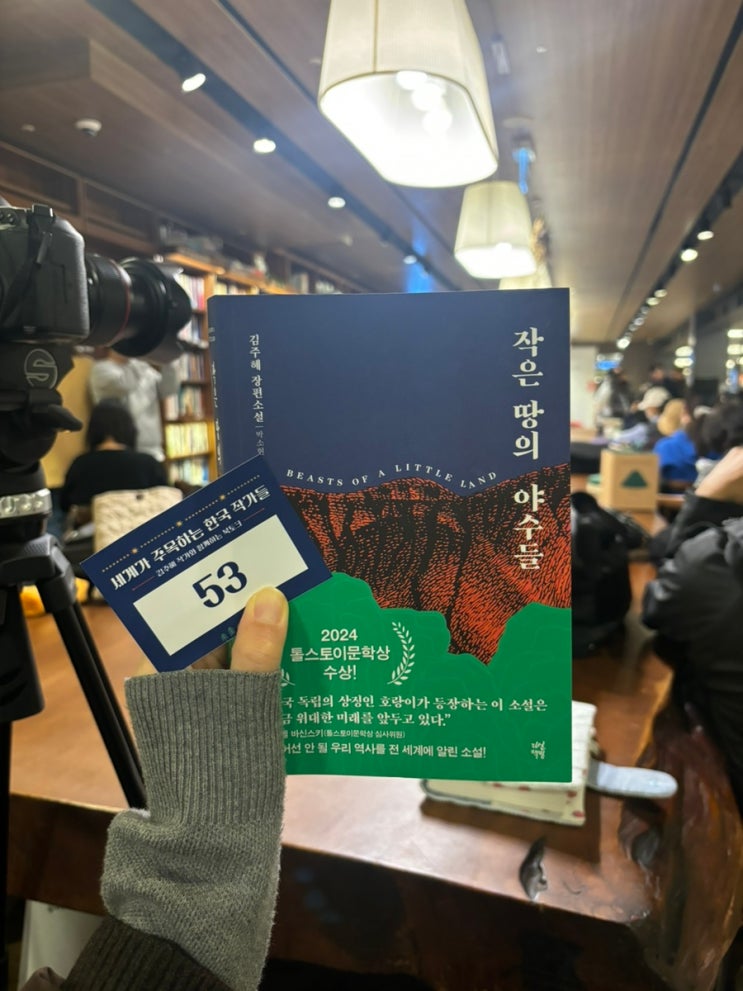 작은 땅의 야수들
김주혜 장편소설
BEASTS OF A LITTLE LAND
세계가 주목하는 한국 작가들
김주혜 작가와 함께하는 북토크
53
2024
톨스토이문학상
수상!
국 독립의 상징인 호랑이가 등장하는 이 소설은
금 위대한 미래를 앞두고 있다.”
바신스키(톨스토이문학상 심사위원)
어선 안 될 우리 역사를 전 세계에 알린 소설!